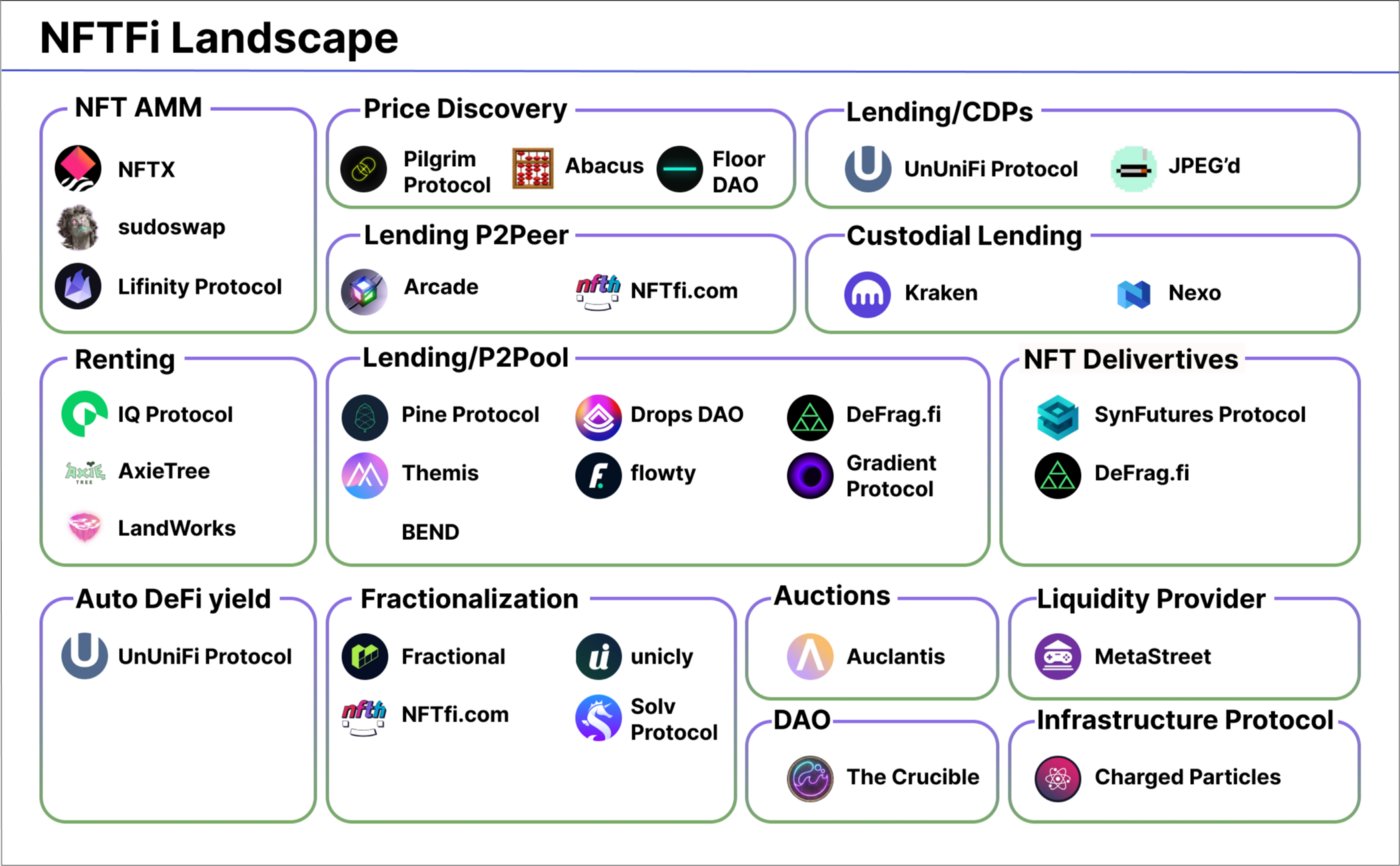 NFTFi Landscape
NFT AMM
NFTX
sudoswap
Lifinity Protocol
Price Discovery
Pilgrim
Protocol
Abacus
Floor
DAO
Lending/CDPs
UnUniFi Protocol
JPEG’d
Lending P2Peer
Arcade
nfth
NFTfi.com
Custodial Lending
Kraken
Nexo
Renting
IQ Protocol
AXIE
TREE
AxieTree
LandWorks
Lending/P2Pool
Pine Protocol
Drops DAO
DeFrag.fi
Themis
flowty
Gradient
Protocol
BEND
NFT Delivertives
SynFutures Protocol
DeFrag.fi
Auto DeFi yield
UnUniFi Protocol
Fractionalization
Fractional
unicly
nfth
NFTfi.com
Solv
Protocol
Auctions
Auclantis
Liquidity Provider
MetaStreet
DAO
The Crucible
Infrastructure Protocol
Charged Particles